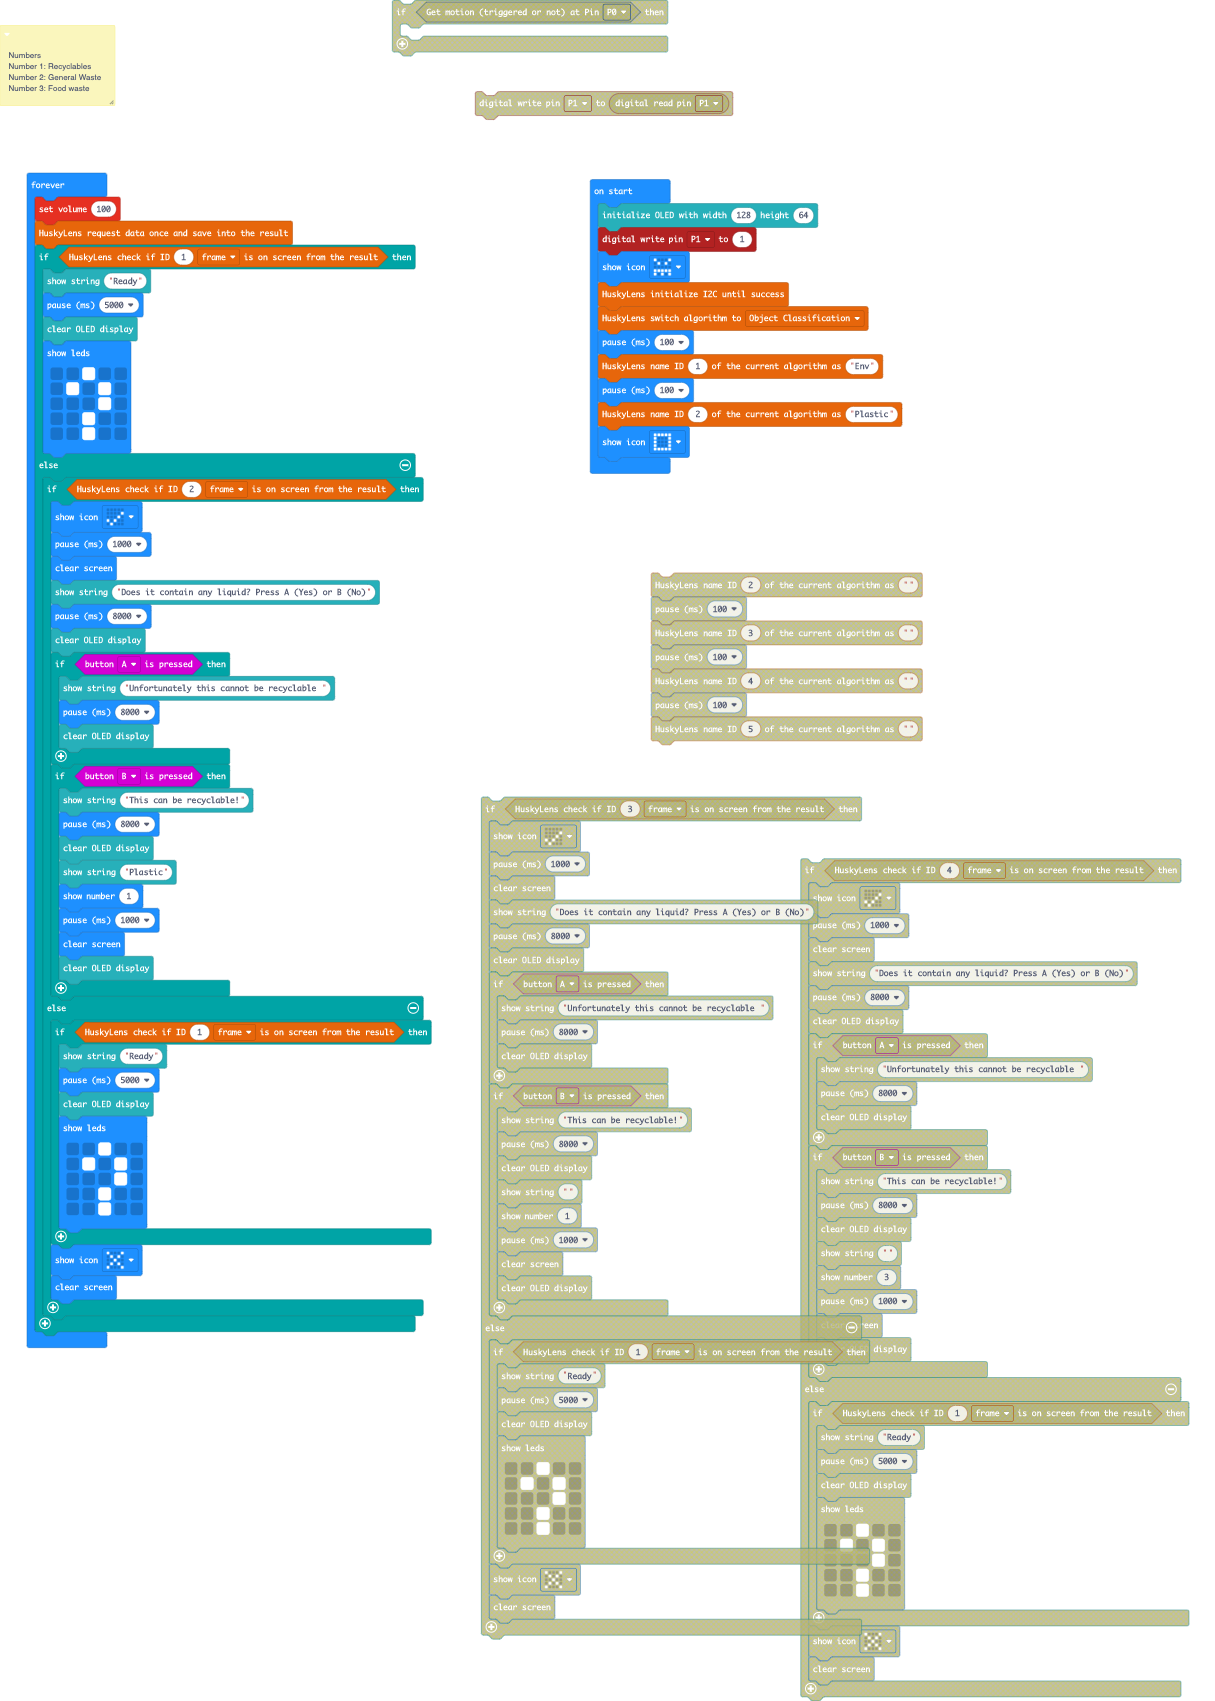 if Get motion (triggered or not) at Pin P0 then
Numbers
Number 1: Recyclables
Number 2: General Waste
Number 3: Food waste
digital write pin P1 to digital read pin P1
forever
set volume 100
HuskyLens request data once and save into the result
if HuskyLens check if ID 1 frame is on screen from the result then
show string "Ready"
pause (ms) 5000
clear OLED display
show leds
else
if HuskyLens check if ID 2 frame is on screen from the result then
show icon
pause (ms) 1000
clear screen
show string "Does it contain any liquid? Press A (Yes) or B (No)"
pause (ms) 8000
clear OLED display
if button A is pressed then
show string "Unfortunately this cannot be recyclable "
pause (ms) 8000
clear OLED display
if button B is pressed then
show string "This can be recyclable!"
pause (ms) 8000
clear OLED display
show string "Plastic"
show number 1
pause (ms) 1000
clear screen
clear OLED display
else
if HuskyLens check if ID 1 frame is on screen from the result then
show string "Ready"
pause (ms) 5000
clear OLED display
show leds
show icon
clear screen
on start
initialize OLED with width 128 height 64
digital write pin P1 to 1
show icon
HuskyLens initialize I2C until success
HuskyLens switch algorithm to Object Classification
pause (ms) 100
HuskyLens name ID 1 of the current algorithm as "Env"
pause (ms) 100
HuskyLens name ID 2 of the current algorithm as "Plastic"
show icon
HuskyLens name ID 2 of the current algorithm as ""
pause (ms) 100
HuskyLens name ID 3 of the current algorithm as ""
pause (ms) 100
HuskyLens name ID 4 of the current algorithm as ""
pause (ms) 100
HuskyLens name ID 5 of the current algorithm as ""
if HuskyLens check if ID 3 frame is on screen from the result then
show icon
pause (ms) 1000
clear screen
show string "Does it contain any liquid? Press A (Yes) or B (No)"
pause (ms) 8000
clear OLED display
if button A is pressed then
show string "Unfortunately this cannot be recyclable "
pause (ms) 8000
clear OLED display
if button B is pressed then
show string "This can be recyclable!"
pause (ms) 8000
clear OLED display
show string ""
show number 1
pause (ms) 1000
clear screen
clear OLED display
else
if HuskyLens check if ID 1 frame is on screen from the result then
show string "Ready"
pause (ms) 5000
clear OLED display
show leds
show icon
clear screen
if HuskyLens check if ID 4 frame is on screen from the result then
show icon
pause (ms) 1000
clear screen
show string "Does it contain any liquid? Press A (Yes) or B (No)"
pause (ms) 8000
clear OLED display
if button A is pressed then
show string "Unfortunately this cannot be recyclable "
pause (ms) 8000
clear OLED display
if button B is pressed then
show string "This can be recyclable!"
pause (ms) 8000
clear OLED display
show string ""
show number 3
pause (ms) 1000
clear screen
display
else
if HuskyLens check if ID 1 frame is on screen from the result then
show string "Ready"
pause (ms) 5000
clear OLED display
show leds
show icon
clear screen